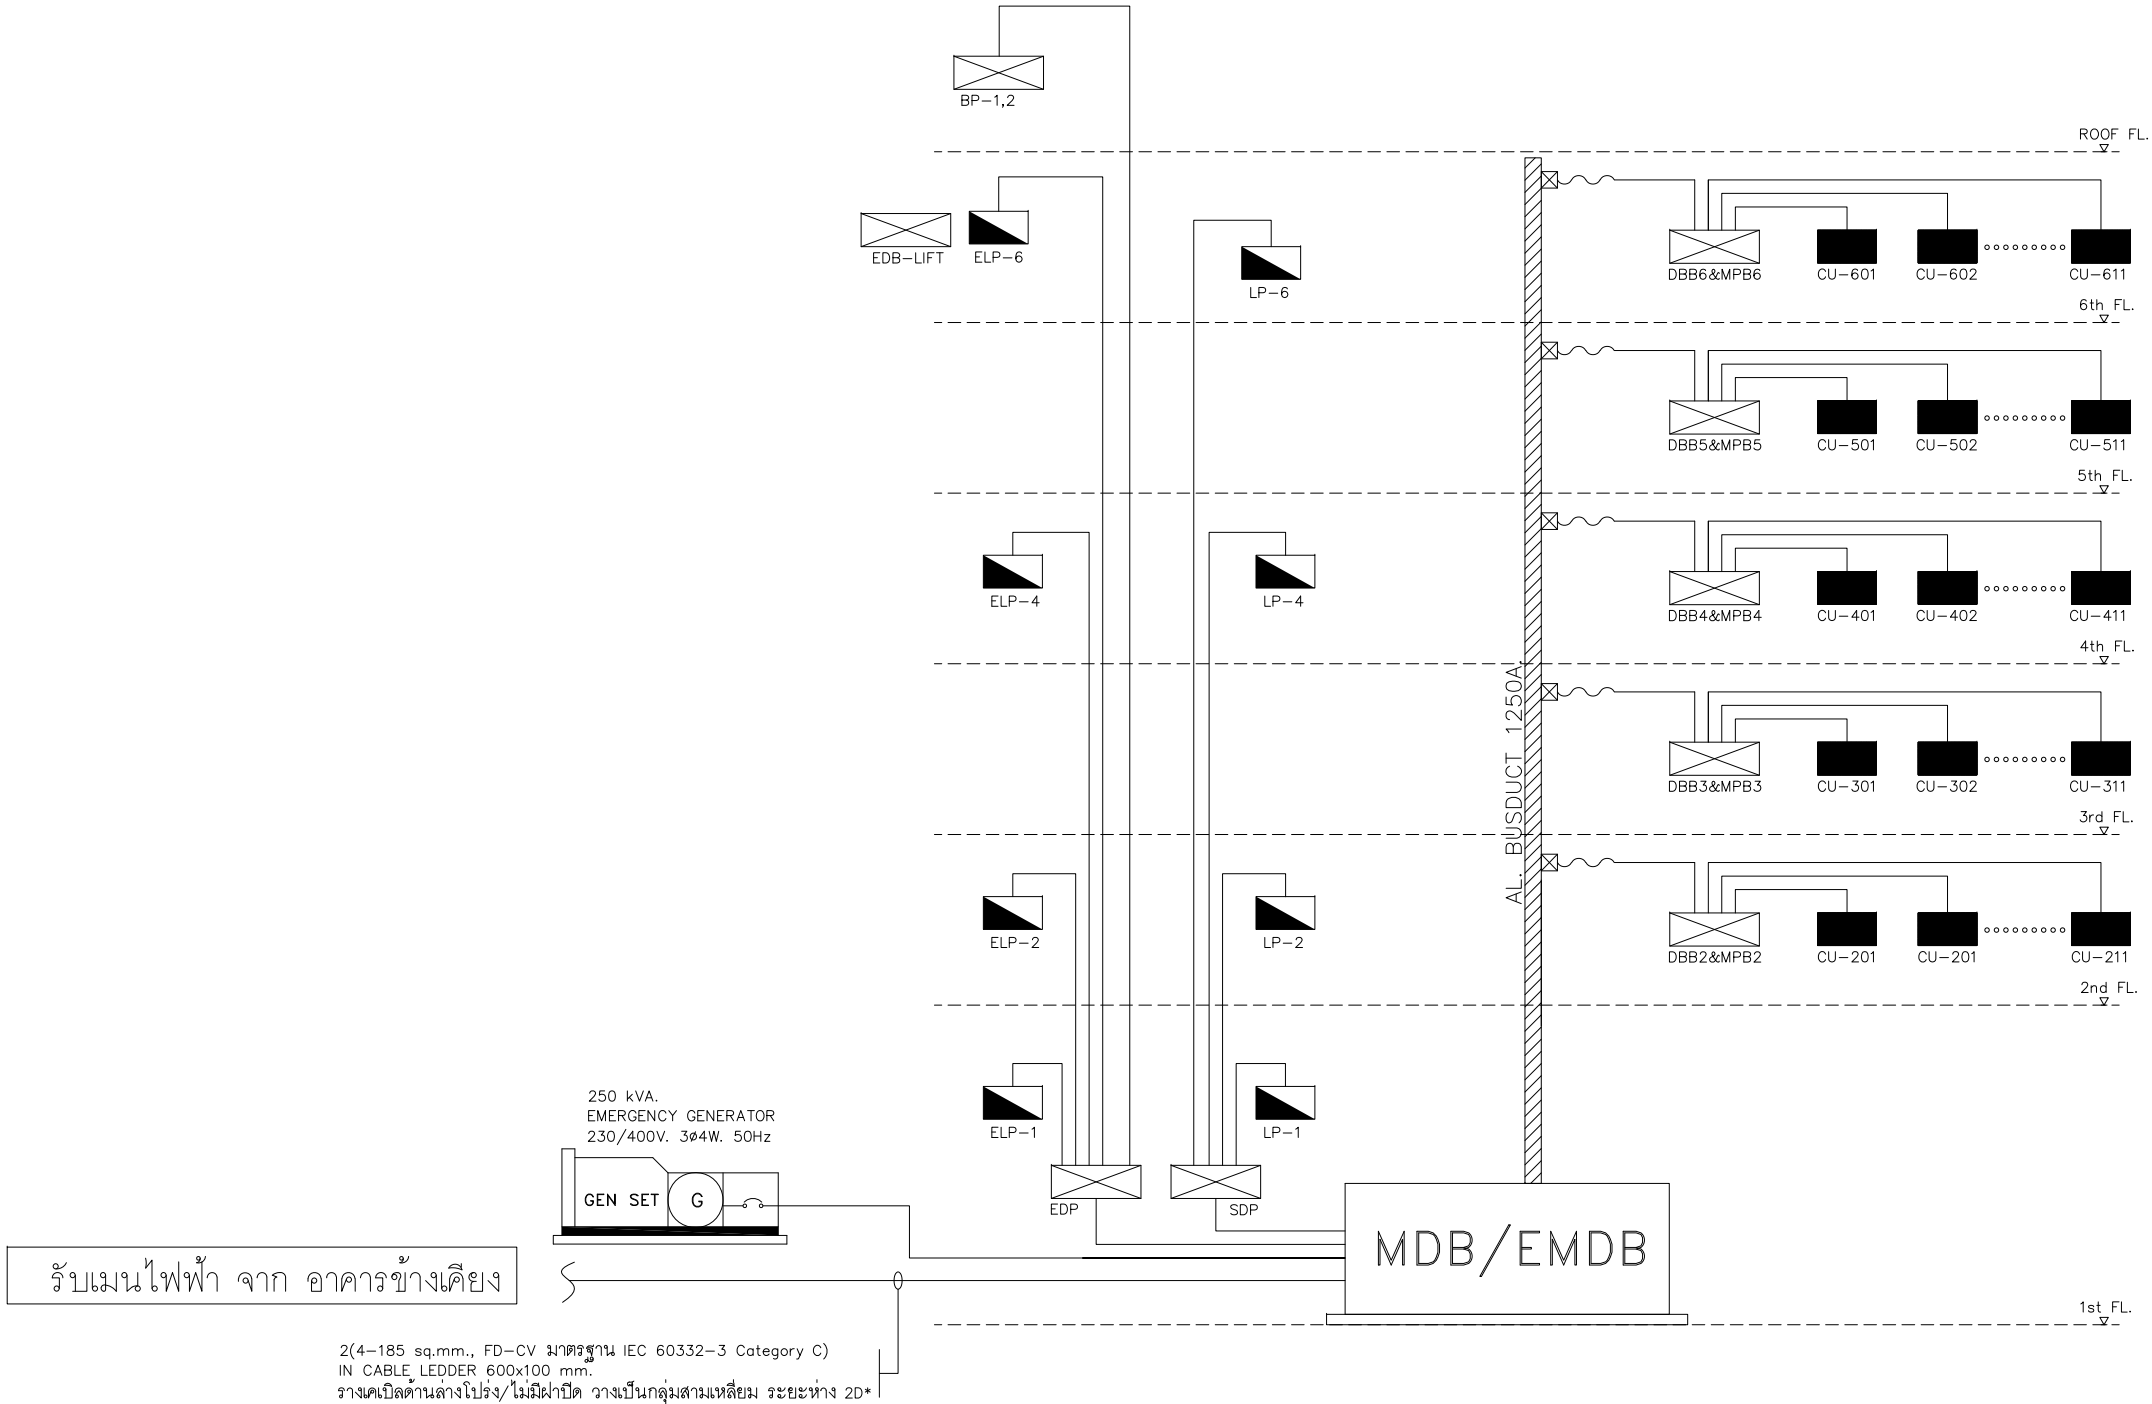 BP-1,2
ROOF FL.
EDB-LIFT
ELP-6
LP-6
DBB6&MPB6
CU-601
CU-602
CU-611
6th FL.
DBB5&MPB5
CU-501
CU-502
CU-511
5th FL.
ELP-4
LP-4
DBB4&MPB4
CU-401
CU-402
CU-411
4th FL.
AL. BUSDUCT 1250A.
DBB3&MPB3
CU-301
CU-302
CU-311
3rd FL.
ELP-2
LP-2
DBB2&MPB2
CU-201
CU-201
CU-211
2nd FL.
250 kVA.
EMERGENCY GENERATOR
230/400V. 3ø4W. 50Hz
ELP-1
LP-1
GEN SET
G
EDP
SDP
MDB/EMDB
รับเมนไฟฟ้า จาก อาคารข้างเคียง
1st FL.
2(4-185 sq.mm., FD-CV มาตรฐาน IEC 60332-3 Category C)
IN CABLE LEDDER 600x100 mm.
รางเคเบิลด้านล่างโปร่ง/ไม่มีฝาปิด วางเป็นกลุ่มสามเหลี่ยม ระยะห่าง 2D*